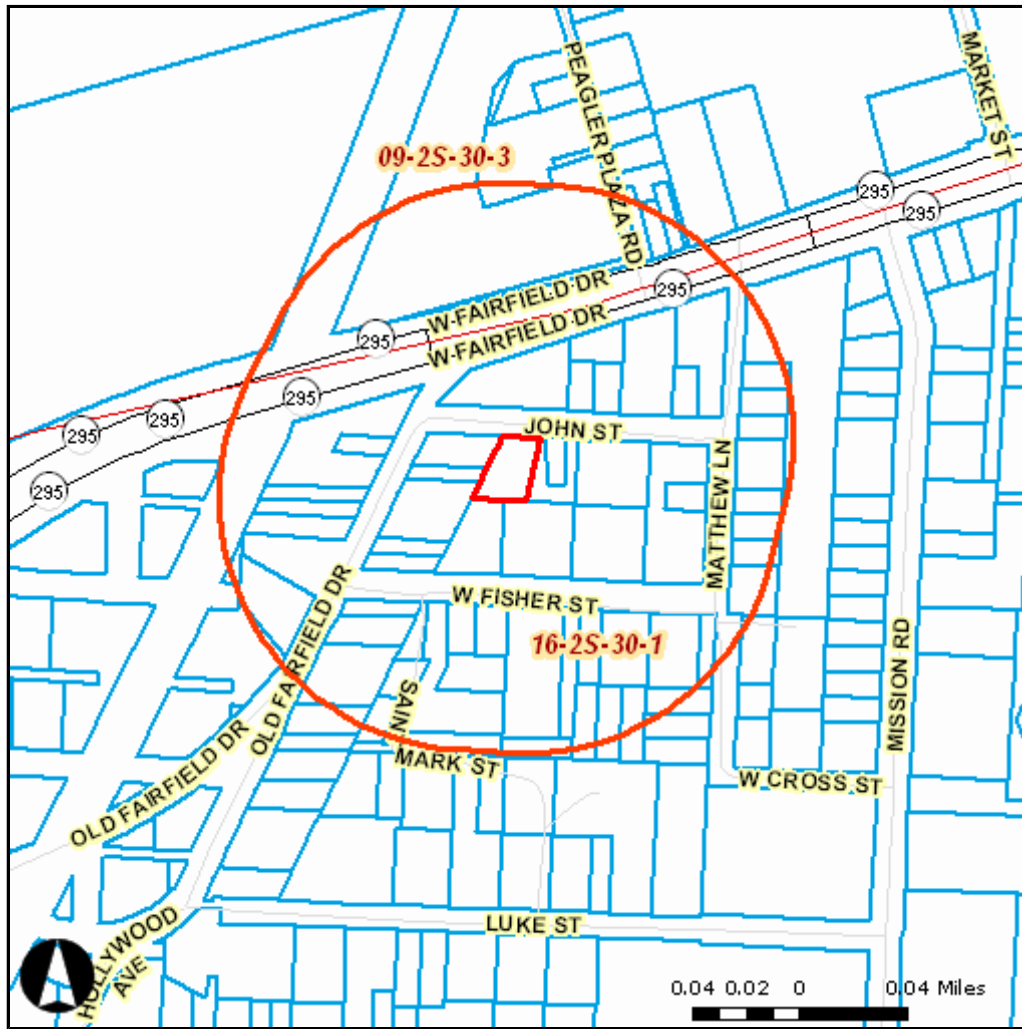 PEAGLER PLAZA RD
MARKET ST
09-2S-30-3
295
295
W FAIRFIELD DR
295
W FAIRFIELD DR
295
295
295
295
295
JOHN ST
MATTHEW LN
W FISHER ST
16-2S-30-1
OLD FAIRFIELD DR
SAIN
MARK ST
MISSION RD
W CROSS ST
OLD FAIRFIELD DR
HOLLYWOOD
AVE
LUKE ST
0.04 0.02 0 0.04 Miles